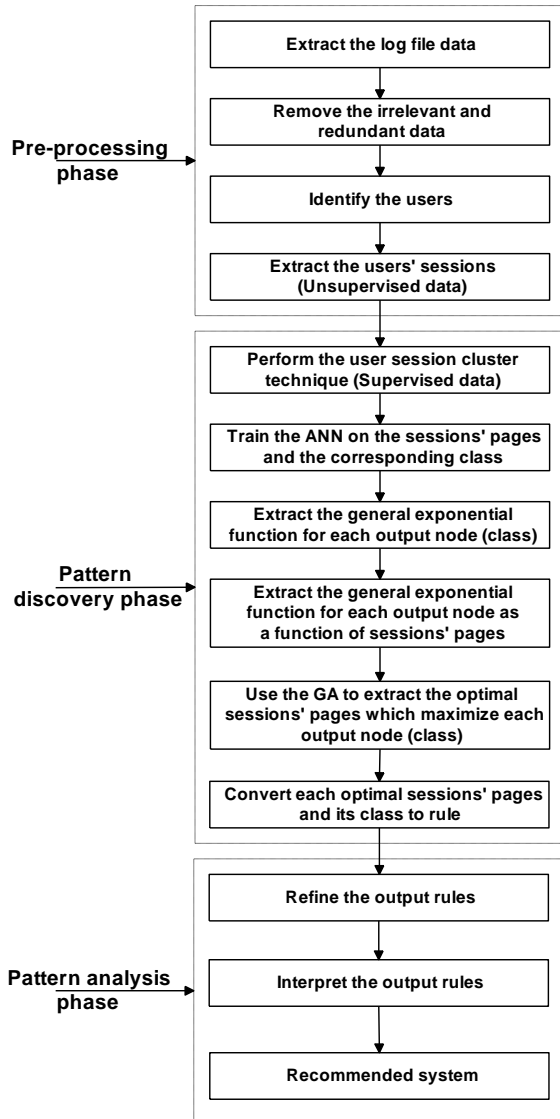 Extract the log file data
Remove the irrelevant and
redundant data
Pre-processing
phase
Identify the users
Extract the users' sessions
(Unsupervised data)
Perform the user session cluster
technique (Supervised data)
Train the ANN on the sessions' pages
and the corresponding class
Extract the general exponential
function for each output node (class)
Pattern
discovery phase
Extract the general exponential
function for each output node as
a function of sessions' pages
Use the GA to extract the optimal
sessions' pages which maximize each
output node (class)
Convert each optimal sessions' pages
and its class to rule
Refine the output rules
Pattern analysis
phase
Interpret the output rules
Recommended system